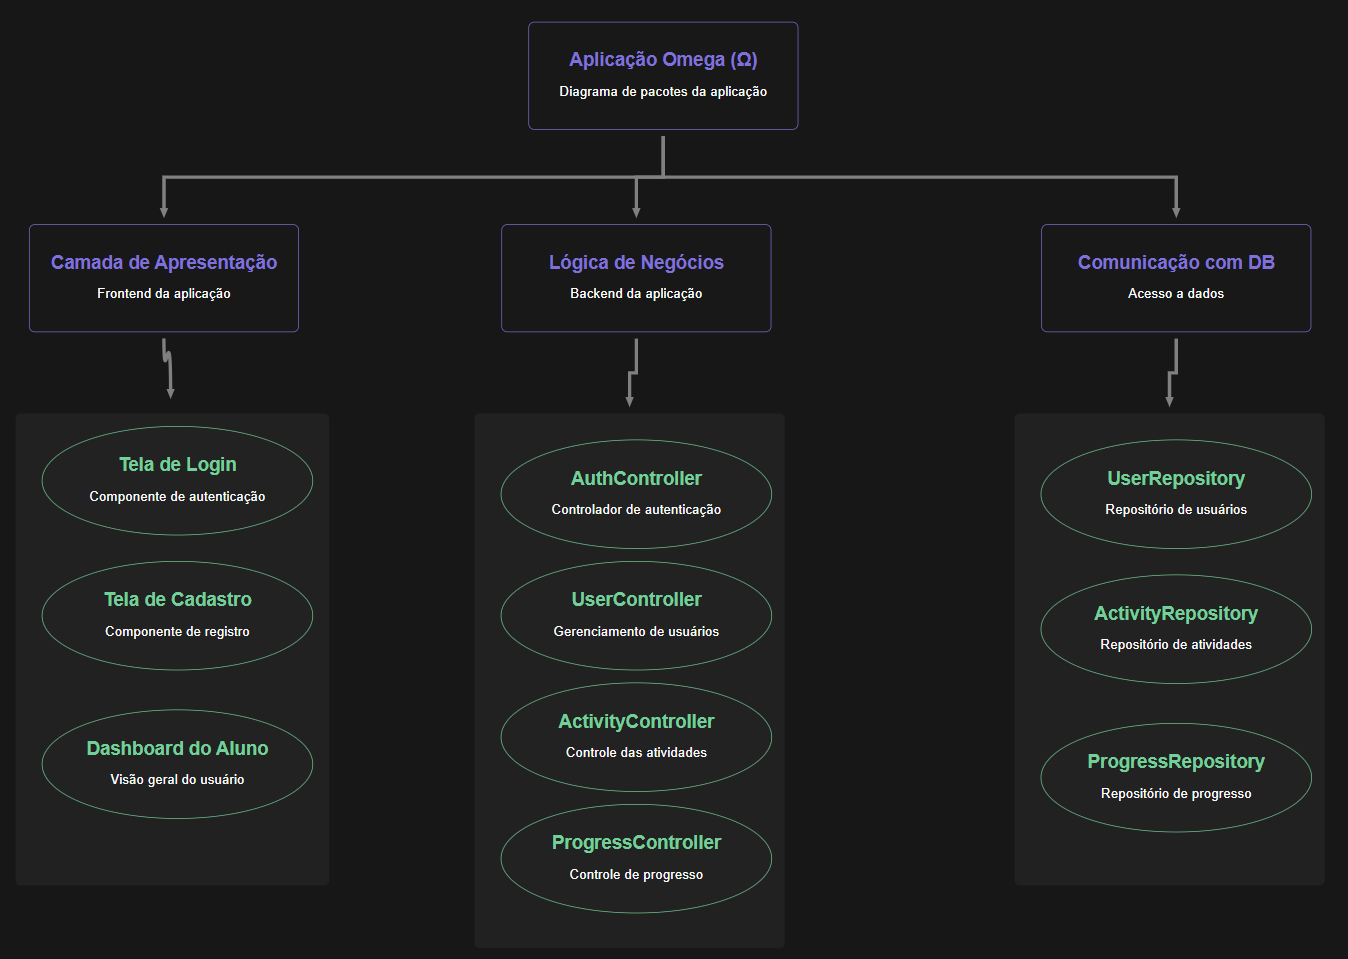 Aplicação Omega (Ω)
Diagrama de pacotes da aplicação
Camada de Apresentação
Frontend da aplicação
Lógica de Negócios
Backend da aplicação
Comunicação com DB
Acesso a dados
Tela de Login
Componente de autenticação
Tela de Cadastro
Componente de registro
Dashboard do Aluno
Visão geral do usuário
AuthController
Controlador de autenticação
UserController
Gerenciamento de usuários
ActivityController
Controle das atividades
ProgressController
Controle de progresso
UserRepository
Repositório de usuários
ActivityRepository
Repositório de atividades
ProgressRepository
Repositório de progresso